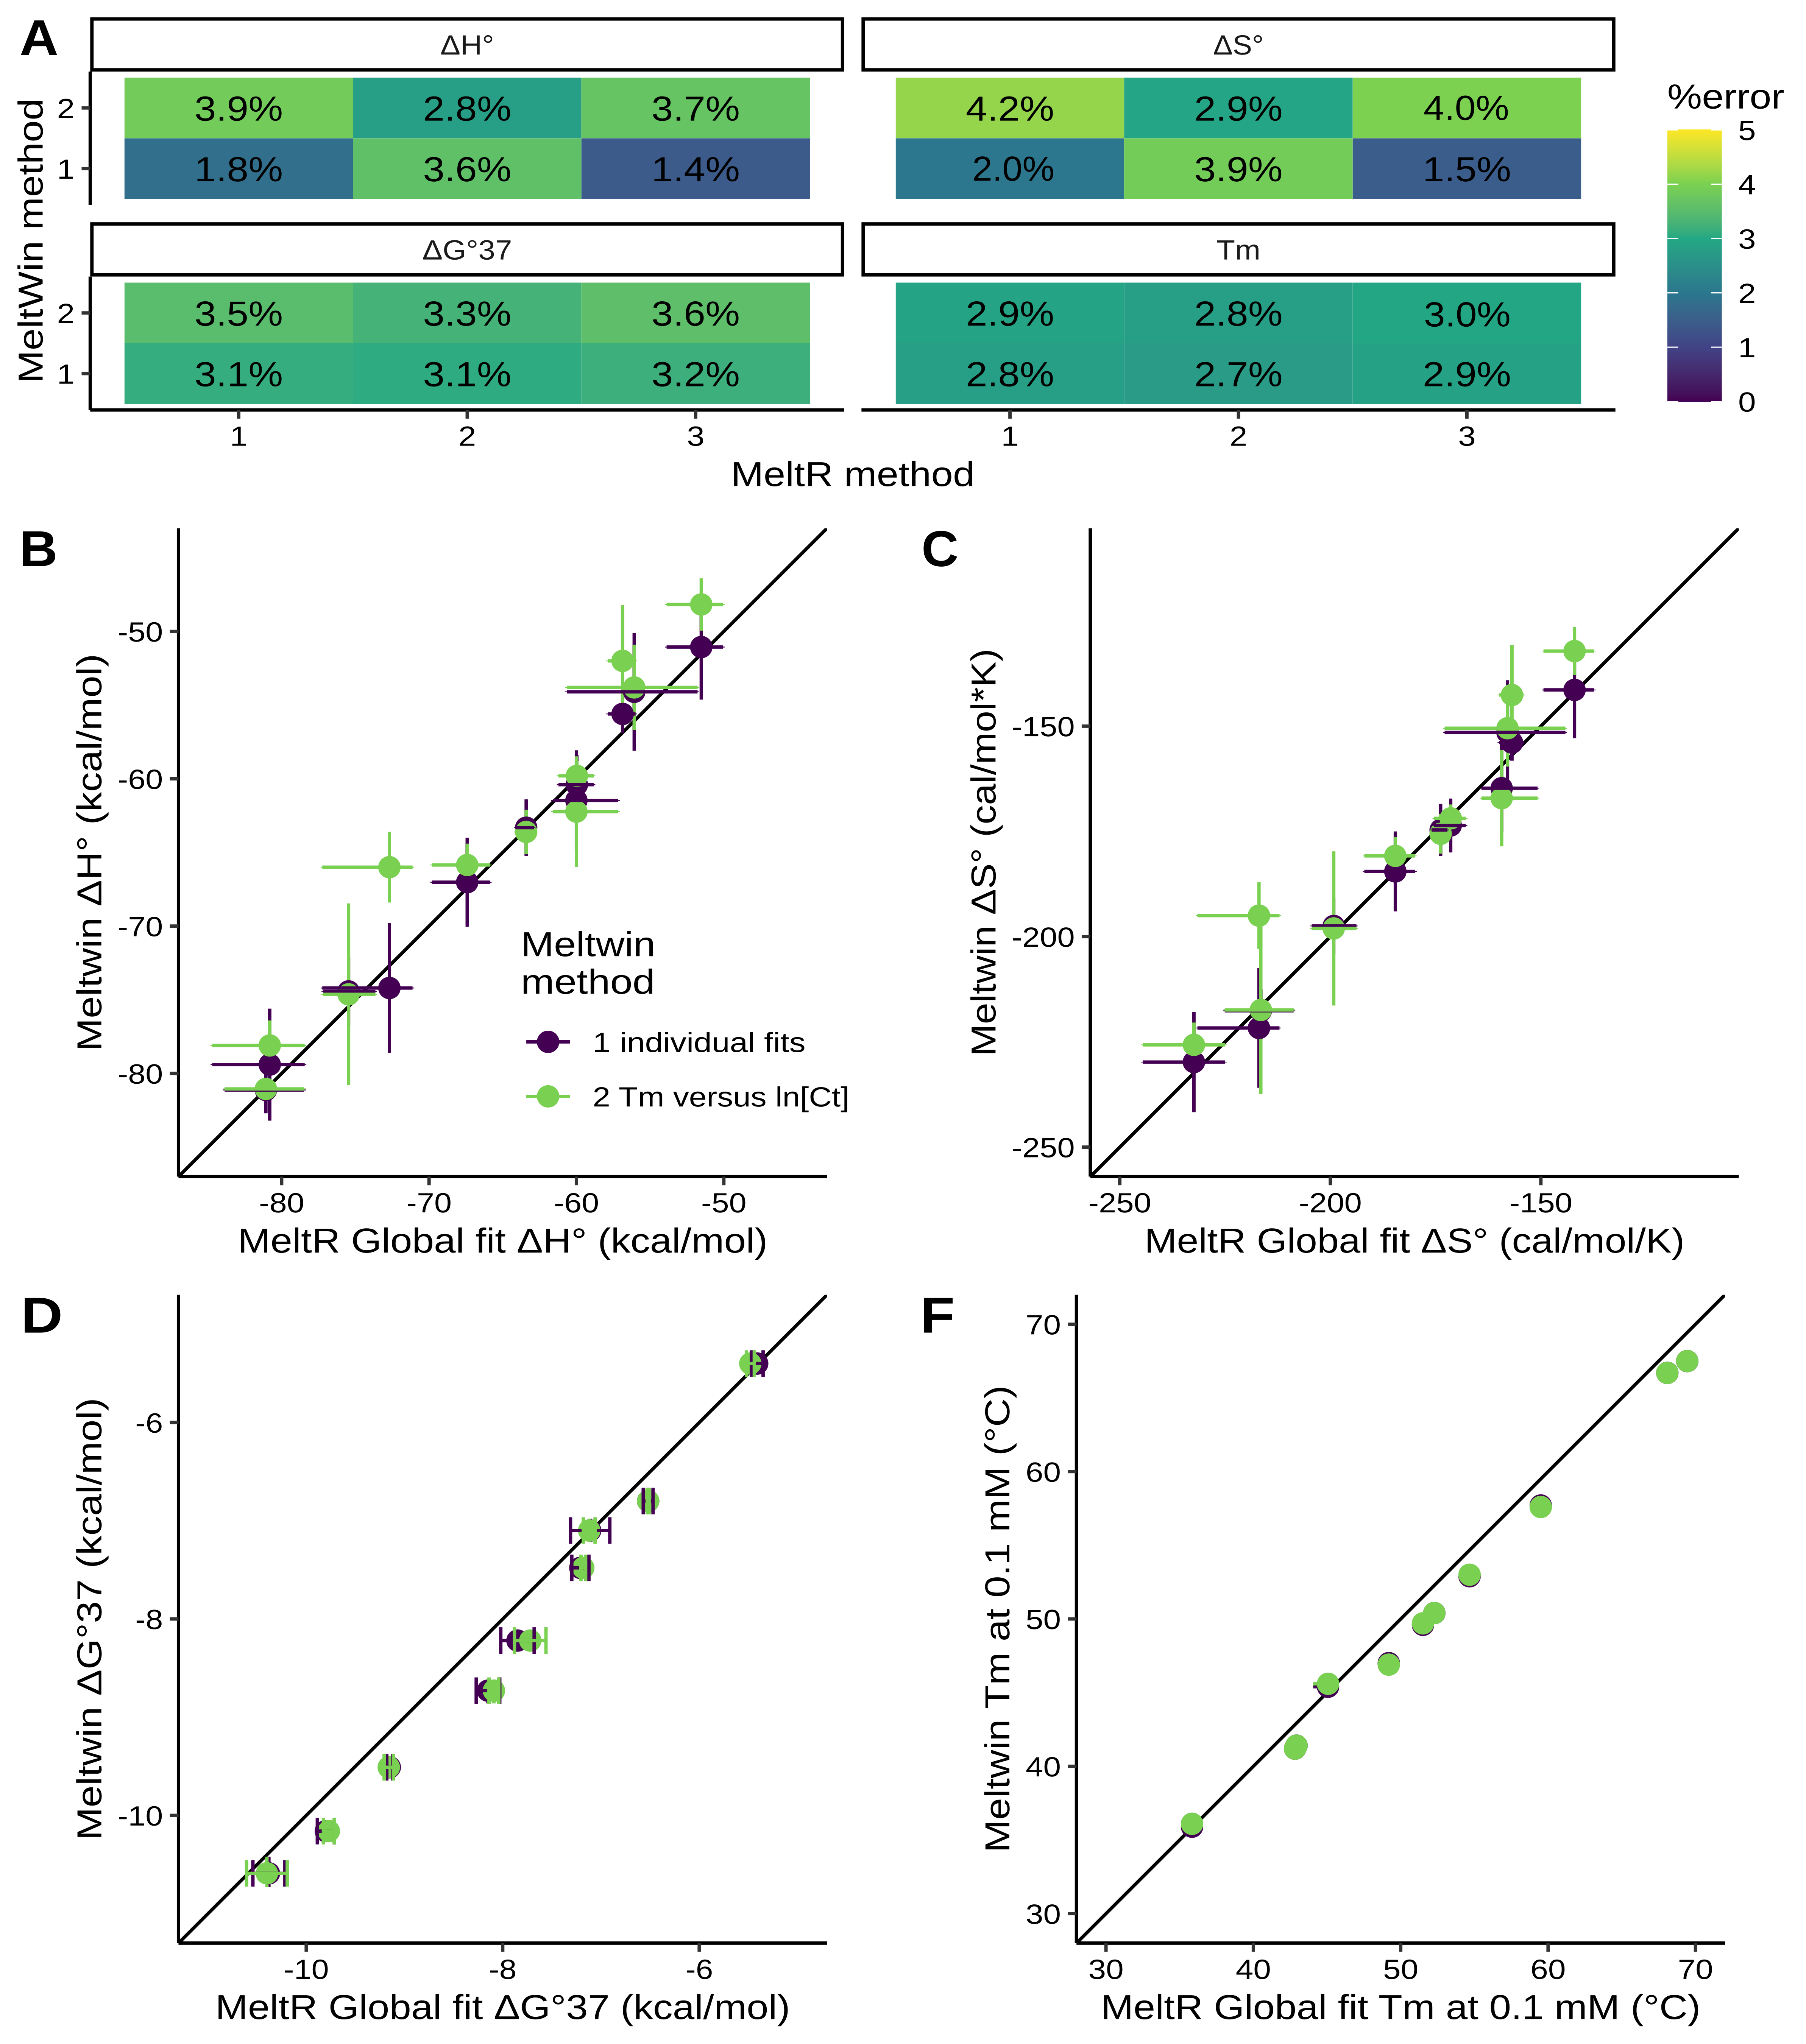 A
ΔH°
ΔS°
MeltWin method
2
3.9%
2.8%
3.7%
4.2%
2.9%
4.0%
1
1.8%
3.6%
1.4%
2.0%
3.9%
1.5%
ΔG°37
Tm
2
3.5%
3.3%
3.6%
2.9%
2.8%
3.0%
1
3.1%
3.1%
3.2%
2.8%
2.7%
2.9%
1
2
3
1
2
3
MeltR method
%error
5
4
3
2
1
0
B
Meltwin ΔH° (kcal/mol)
-50
-60
-70
-80
Meltwin
method
1 individual fits
2 Tm versus ln[Ct]
-80
-70
-60
-50
MeltR Global fit ΔH° (kcal/mol)
C
Meltwin ΔS° (cal/mol*K)
-150
-200
-250
-250
-200
-150
MeltR Global fit ΔS° (cal/mol/K)
D
Meltwin ΔG°37 (kcal/mol)
-6
-8
-10
-10
-8
-6
MeltR Global fit ΔG°37 (kcal/mol)
F
Meltwin Tm at 0.1 mM (°C)
70
60
50
40
30
30
40
50
60
70
MeltR Global fit Tm at 0.1 mM (°C)